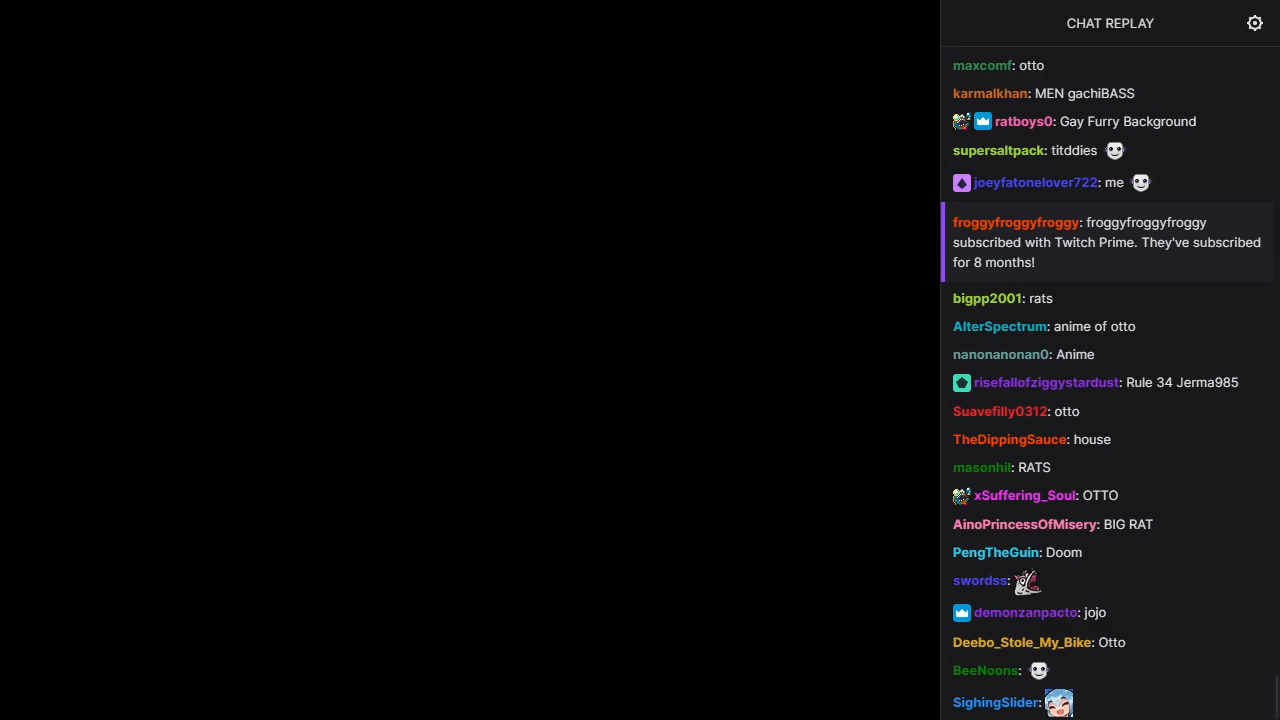 CHAT REPLAY
maxcomf: otto
karmalkhan: MEN gachiBASS
ratboys0: Gay Furry Background
supersaltpack: titddies
joeyfatonelover722: me
froggyfroggyfroggy: froggyfroggyfroggy
subscribed with Twitch Prime. They've subscribed
for 8 months!
bigpp2001: rats
AlterSpectrum: anime of otto
nanonanonan0: Anime
risefallofziggystardust: Rule 34 Jerma985
Suavefilly0312: otto
TheDippingSauce: house
masonhil: RATS
xSuffering_Soul: OTTO
AinoPrincessOfMisery: BIG RAT
PengTheGuin: Doom
swordss:
demonzanpacto: jojo
Deebo_Stole_My_Bike: Otto
BeeNoons:
SighingSlider: